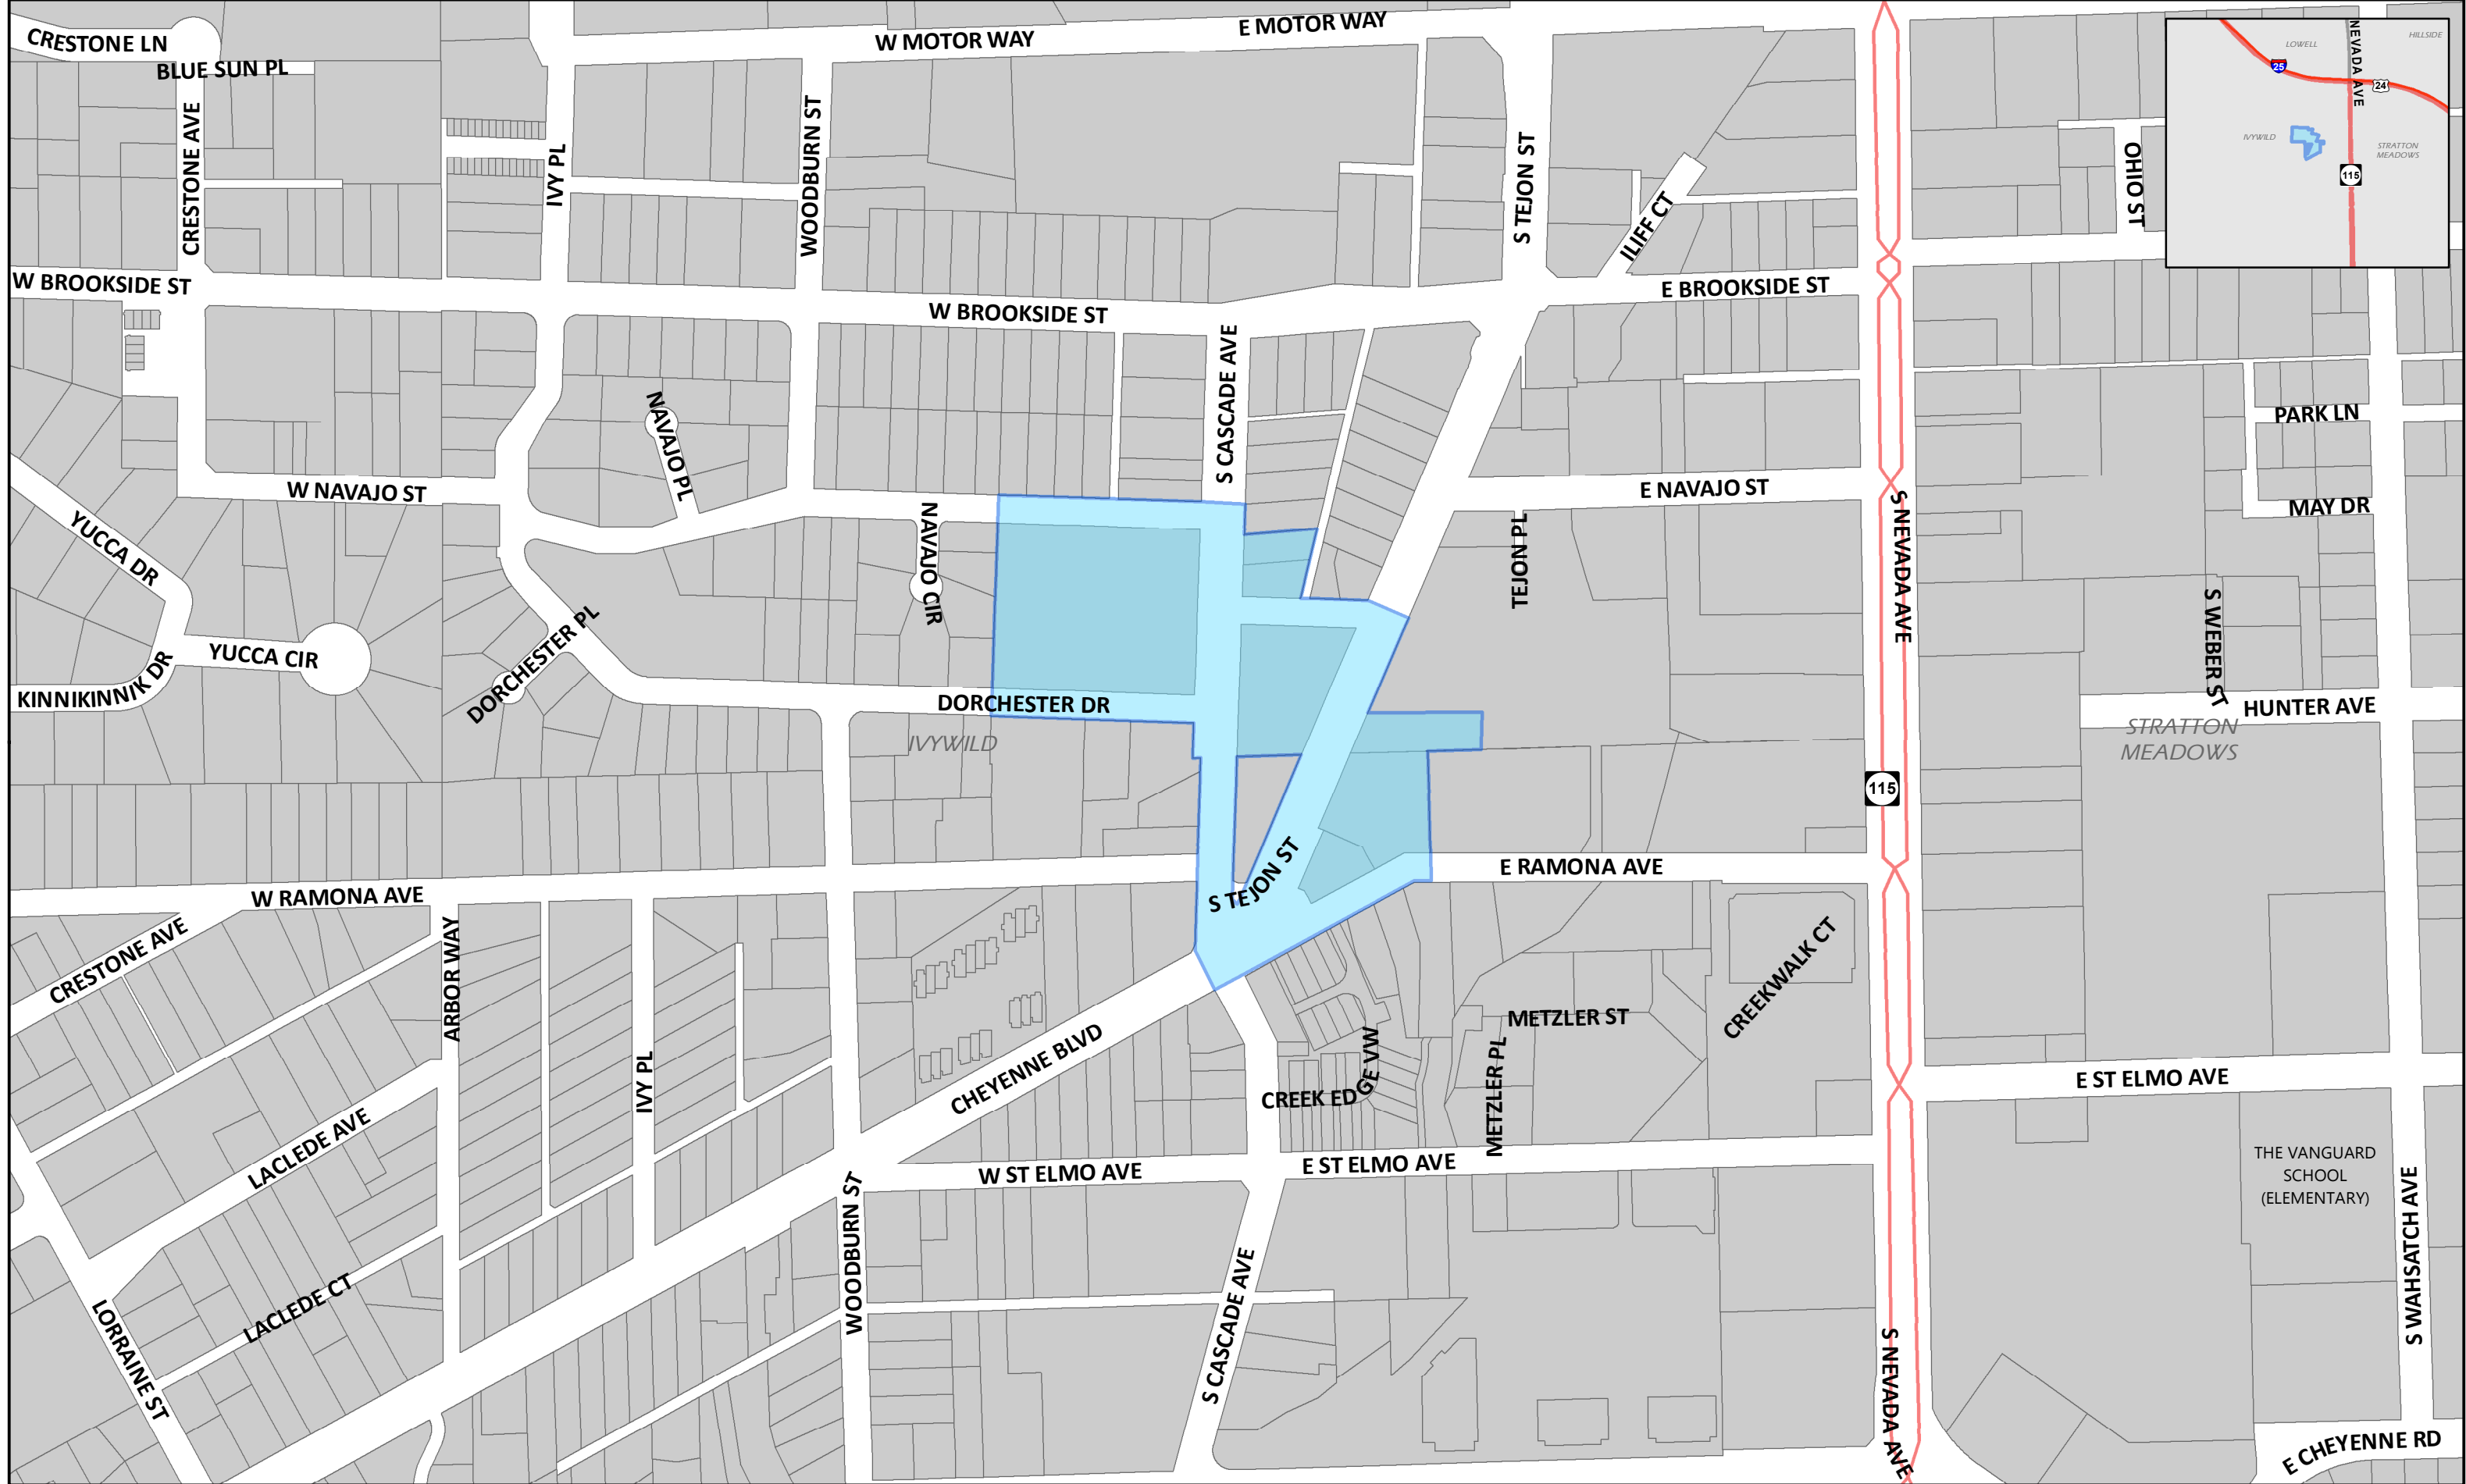 E MOTOR WAY
W MOTOR WAY
CRESTONE LN
BLUE SUN PL
LOWELL
HILLSIDE
NEVADA AVE
25
24
IVYWILD
STRATTON
MEADOWS
115
CRESTONE AVE
IVY PL
WOODBURN ST
S TEJON ST
ILIFF CT
OHIO ST
W BROOKSIDE ST
W BROOKSIDE ST
E BROOKSIDE ST
S CASCADE AVE
NAVAJO PL
PARK LN
W NAVAJO ST
E NAVAJO ST
MAY DR
YUCCA DR
NAVAJO CIR
TEJON PL
S NEVADA AVE
S WEBER ST
YUCCA CIR
DORCHESTER PL
KINNIKINNIK DR
DORCHESTER DR
HUNTER AVE
IVYWILD
STRATTON
MEADOWS
115
S TEJON ST
E RAMONA AVE
W RAMONA AVE
CRESTONE AVE
ARBOR WAY
CREEKWALK CT
METZLER ST
IVY PL
CHEYENNE BLVD
CREEK EDGE VW
METZLER PL
E ST ELMO AVE
LACLEDE AVE
W ST ELMO AVE
E ST ELMO AVE
THE VANGUARD
SCHOOL
(ELEMENTARY)
WOODBURN ST
S CASCADE AVE
S WAHSATCH AVE
LACLEDE CT
LORRAINE ST
S NEVADA AVE
E CHEYENNE RD